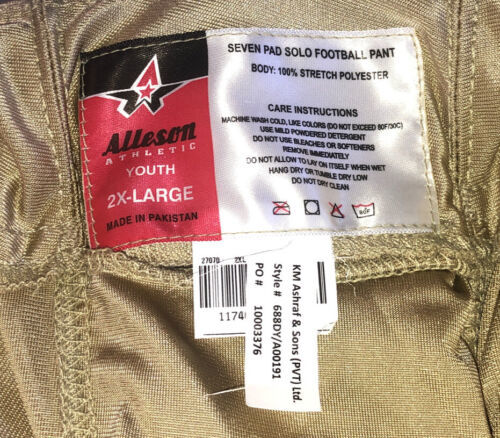 Alleson
ATHLETIC
YOUTH
2X-LARGE
MADE IN PAKISTAN
SEVEN PAD SOLO FOOTBALL PANT
BODY: 100% STRETCH POLYESTER
CARE INSTRUCTIONS
MACHINE WASH COLD, LIKE COLORS (DO NOT EXCEED 80F/30C)
USE MILD POWDERED DETERGENT
DO NOT USE BLEACHES OR SOFTENERS
REMOVE IMMEDIATELY
DO NOT ALLOW TO LAY ON ITSELF WHEN WET
HANG DRY OR TUMBLE DRY LOW
DO NOT DRY CLEAN
27070 2XL
1174
KM Ashraf & Sons (PVT) Ltd.
Style # 688DY/A00191
PO # 10003376